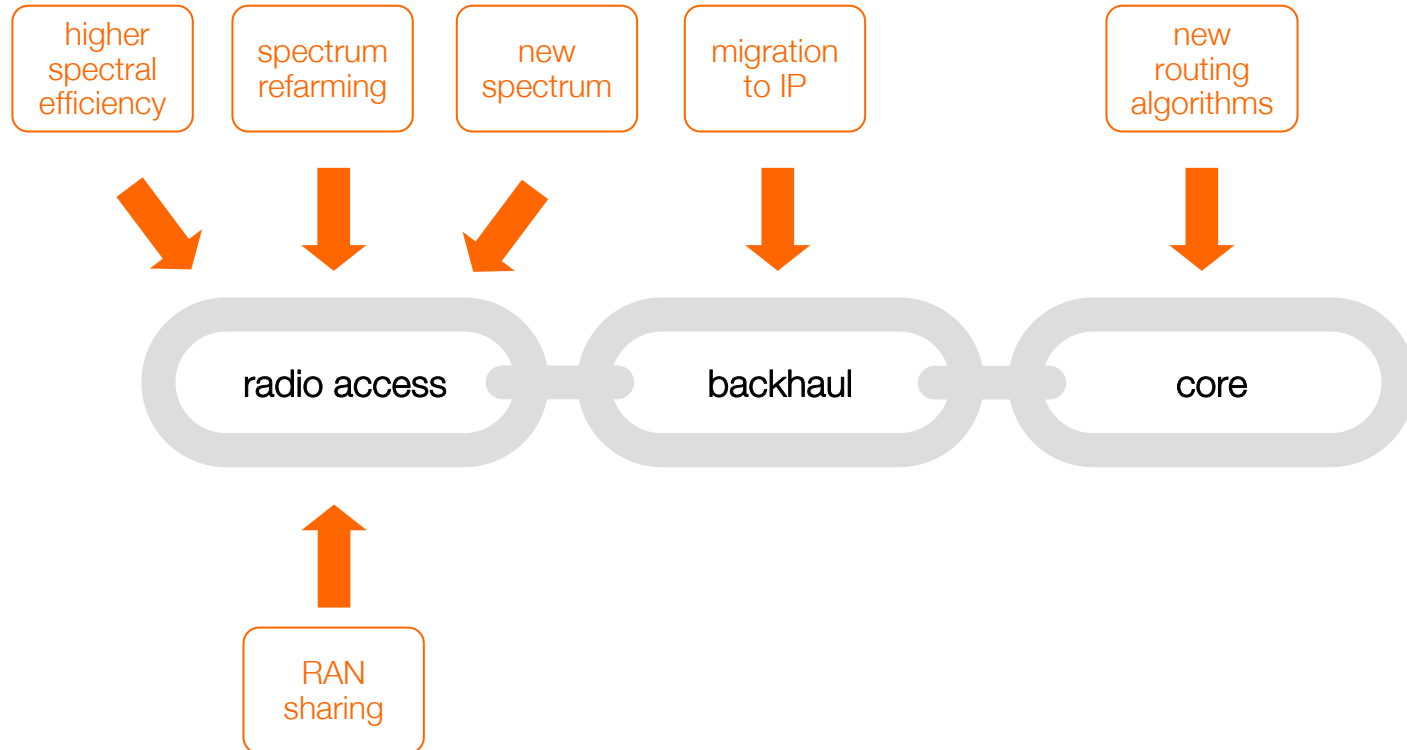 higher
spectral
efficiency
spectrum
refarming
new
spectrum
migration
to IP
new
routing
algorithms
radio access
backhaul
core
RAN
sharing